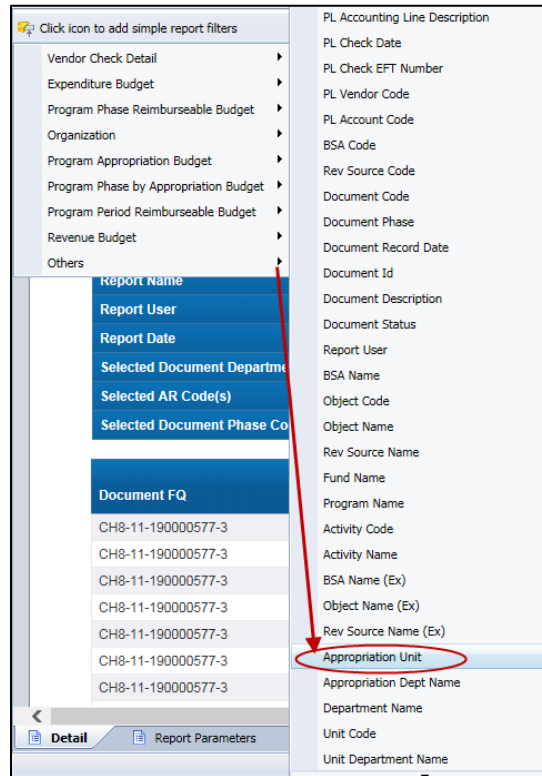 Click icon to add simple report filters
Vendor Check Detail
Expenditure Budget
Program Phase Reimburseable Budget
Organization
Program Appropriation Budget
Program Phase by Appropriation Budget
Program Period Reimburseable Budget
Revenue Budget
Others
Report Name
Report User
Report Date
Selected Document Departme
Selected AR Code(s)
Selected Document Phase Co
Document FQ
CH8-11-190000577-3
CH8-11-190000577-3
CH8-11-190000577-3
CH8-11-190000577-3
CH8-11-190000577-3
CH8-11-190000577-3
CH8-11-190000577-3
Detail
Report Parameters
PL Accounting Line Description
PL Check Date
PL Check EFT Number
PL Vendor Code
PL Account Code
BSA Code
Rev Source Code
Document Code
Document Phase
Document Record Date
Document Id
Document Description
Document Status
Report User
BSA Name
Object Code
Object Name
Rev Source Name
Fund Name
Program Name
Activity Code
Activity Name
BSA Name (Ex)
Object Name (Ex)
Rev Source Name (Ex)
Appropriation Unit
Appropriation Dept Name
Department Name
Unit Code
Unit Department Name